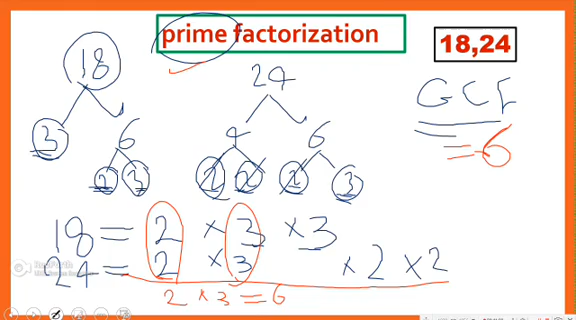 prime factorization
18,24
18
24
GCF
3 6
4 6
= 6
2 3
2 2 2 3
18 = 2 × 3 × 3
24 = 2 × 3 × 2 × 2
2 × 3 = 6